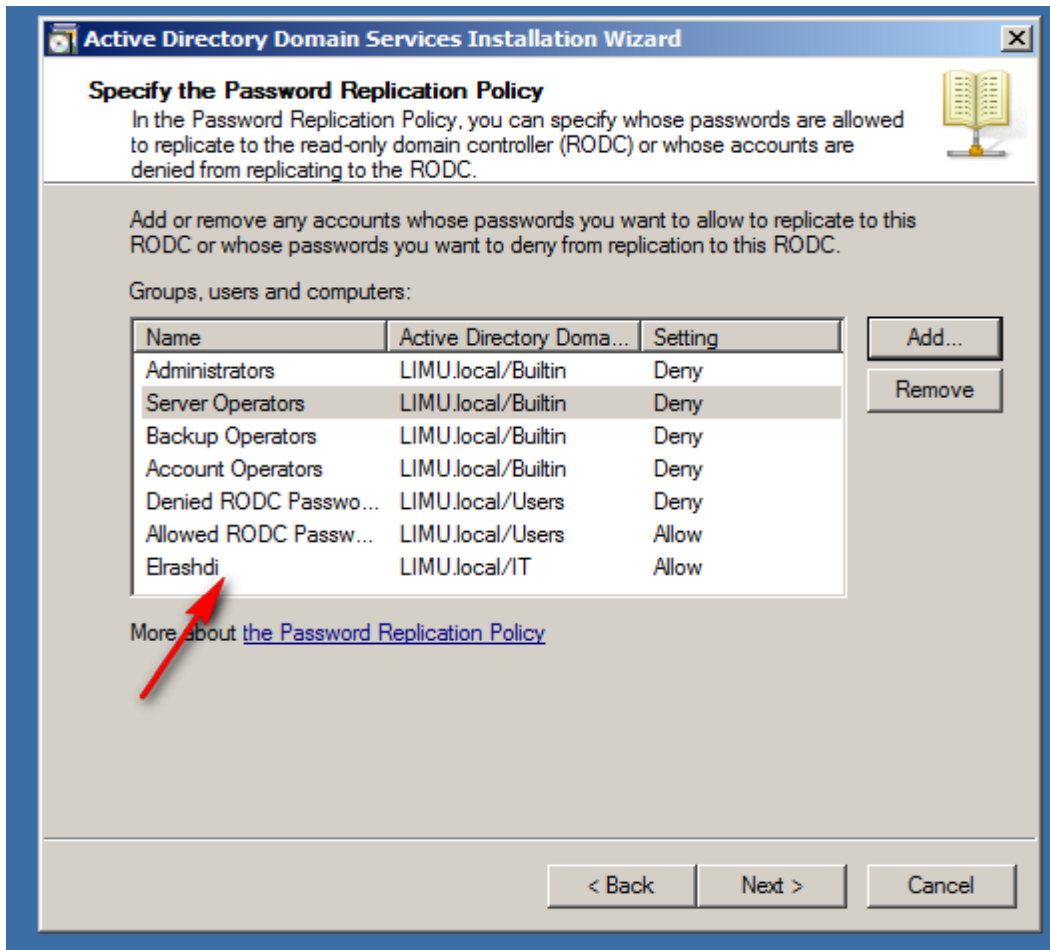 Active Directory Domain Services Installation Wizard
Specify the Password Replication Policy
In the Password Replication Policy, you can specify whose passwords are allowed
to replicate to the read-only domain controller (RODC) or whose accounts are
denied from replicating to the RODC.
Add or remove any accounts whose passwords you want to allow to replicate to this
RODC or whose passwords you want to deny from replication to this RODC.
Groups, users and computers:
Name Active Directory Doma... Setting Add...
Administrators LIMU.local/Builtin Deny
Server Operators LIMU.local/Builtin Deny Remove
Backup Operators LIMU.local/Builtin Deny
Account Operators LIMU.local/Builtin Deny
Denied RODC Passwo... LIMU.local/Users Deny
Allowed RODC Passw... LIMU.local/Users Allow
Elrashdi LIMU.local/IT Allow
More about the Password Replication Policy
< Back Next > Cancel